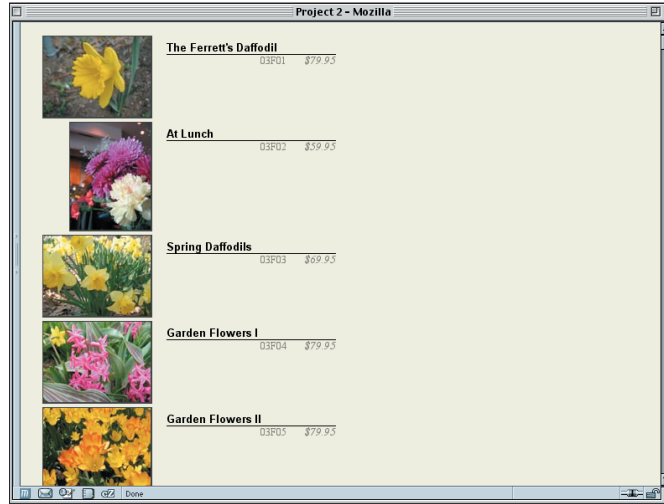 Project 2 - Mozilla
The Ferrett's Daffodil
03F01 $79.95
At Lunch
03F02 $59.95
Spring Daffodils
03F03 $69.95
Garden Flowers I
03F04 $79.95
Garden Flowers II
03F05 $79.95
Done